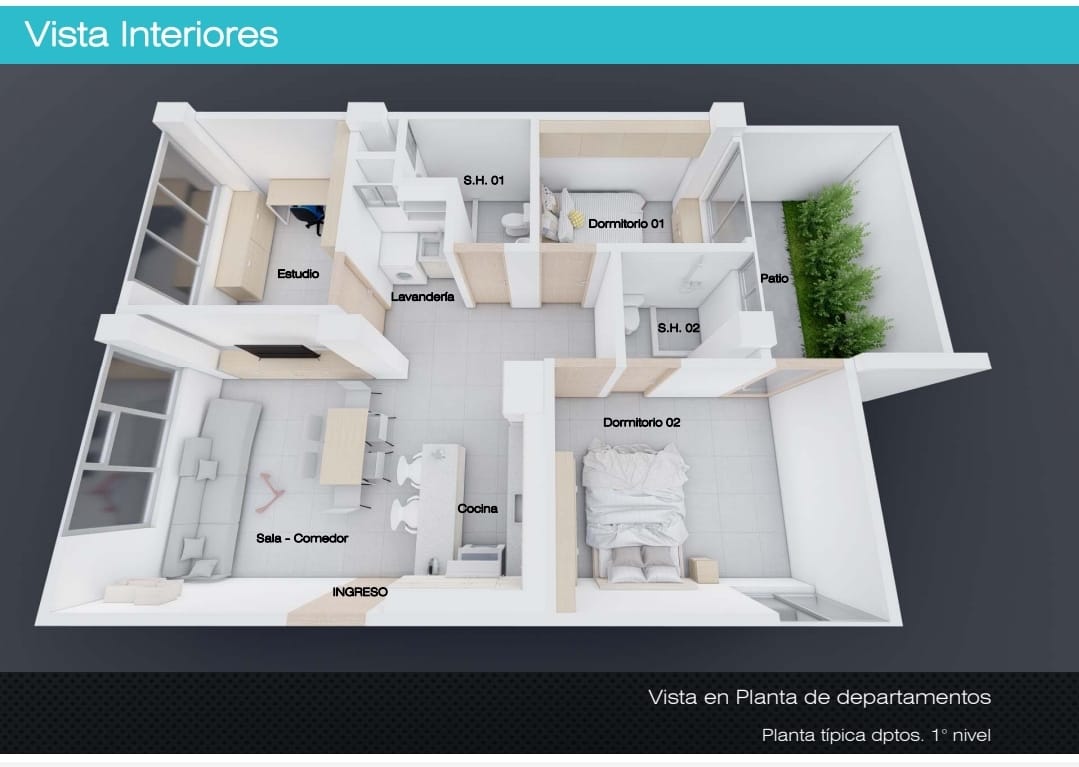 Vista Interiores
S.H. 01
Dormitorio 01
Estudio
Lavandería
Patio
S.H. 02
Dormitorio 02
Cocina
Sala - Comedor
INGRESO
Vista en Planta de departamentos
Planta típica dptos. 1° nivel